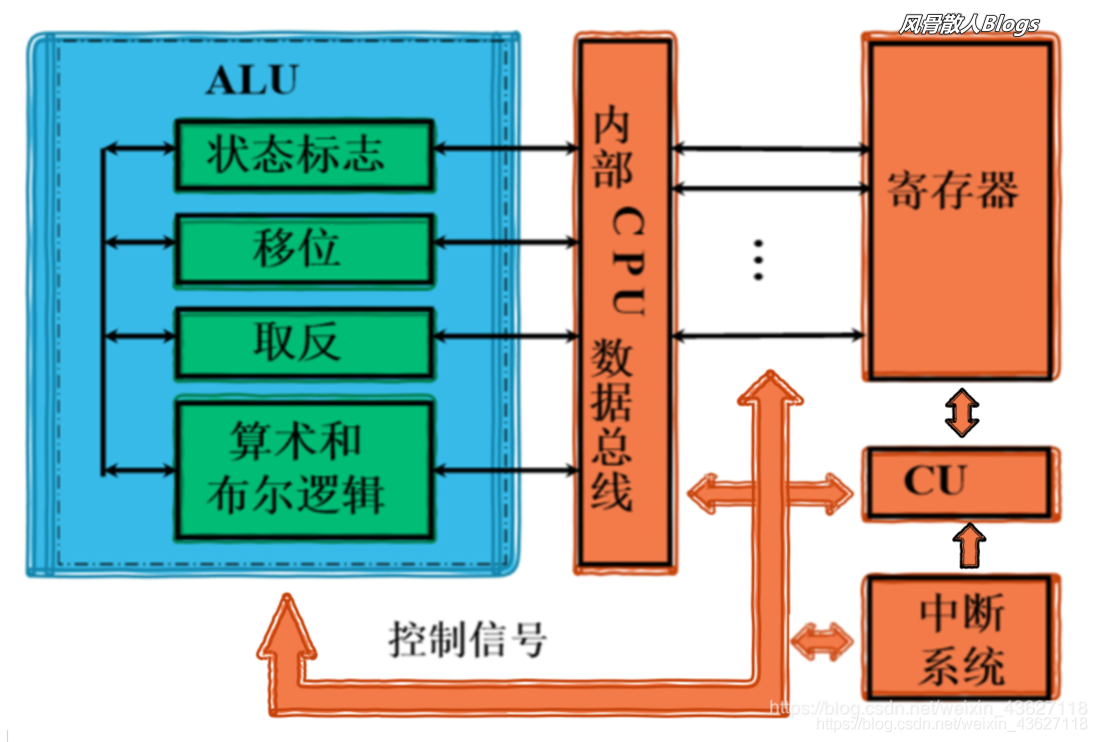 风骨散人Blogs
ALU
状态标志
移位
取反
算术和
布尔逻辑
内部CPU数据总线
寄存器
CU
中断
系统
控制信号
https://blog.csdn.net/weixin_43627118
https://blog.csdn.net/weixin_43627118